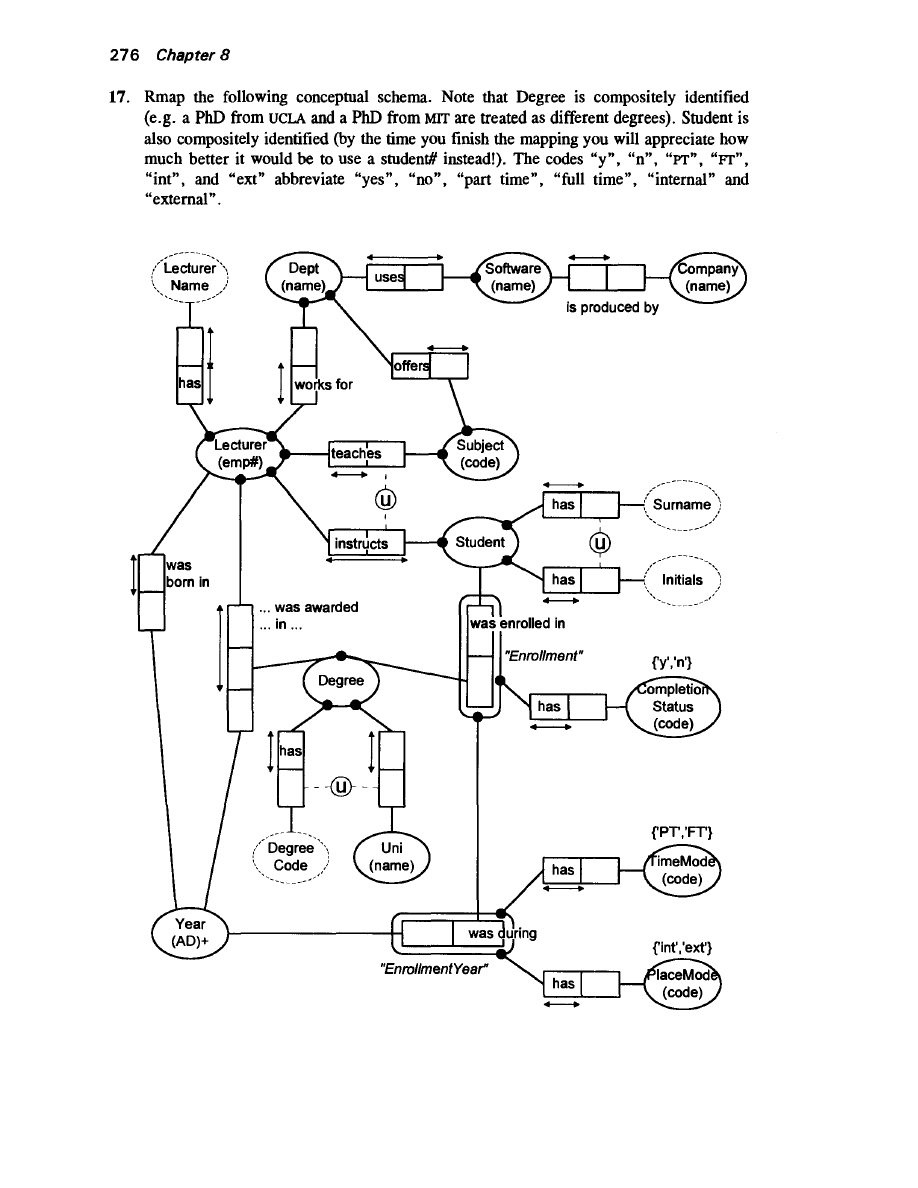 276 Chapter 8
17. Rmap the following conceptual schema. Note that Degree is compositely identified
(e.g. a PhD from UCLA and a PhD from MIT are treated as different degrees). Student is
also compositely identified (by the time you finish the mapping you will appreciate how
much better it would be to use a student# instead!). The codes “y”, “n”, “PT”, “FT”,
“int”, and “ext” abbreviate “yes”, “no”, “part time”, “full time”, “internal” and
“external”.
Lecturer
Name
Dept
(name)
uses
Software
(name)
is produced by
Company
(name)
has
works for
offers
Lecturer
(emp#)
teaches
Subject
(code)
U
instructs
Student
has
Surname
U
has
Initials
was
born in
... was awarded
... in ...
was enrolled in
"Enrollment"
Degree
{'y','n'}
has
Completion
Status
(code)
has
U
Degree
Code
Uni
(name)
{'PT','FT'}
has
TimeMode
(code)
Year
(AD)+
was during
"EnrollmentYear"
{'int','ext'}
has
PlaceMode
(code)